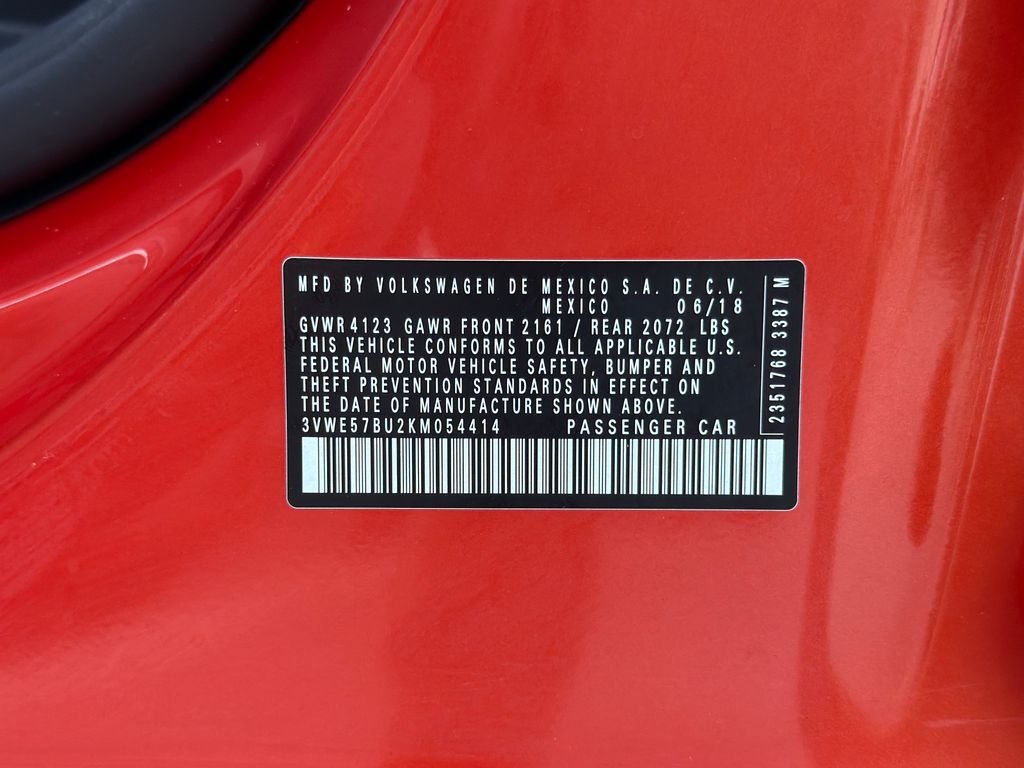 MFD BY VOLKSWAGEN DE MEXICO S.A. DE C.V.
MEXICO 06/18
GVWR 4123 GAWR FRONT 2161 / REAR 2072 LBS
THIS VEHICLE CONFORMS TO ALL APPLICABLE U.S.
FEDERAL MOTOR VEHICLE SAFETY, BUMPER AND
THEFT PREVENTION STANDARDS IN EFFECT ON
THE DATE OF MANUFACTURE SHOWN ABOVE.
3VWE57BU2KM054414 PASSENGER CAR
2351768 3387 M